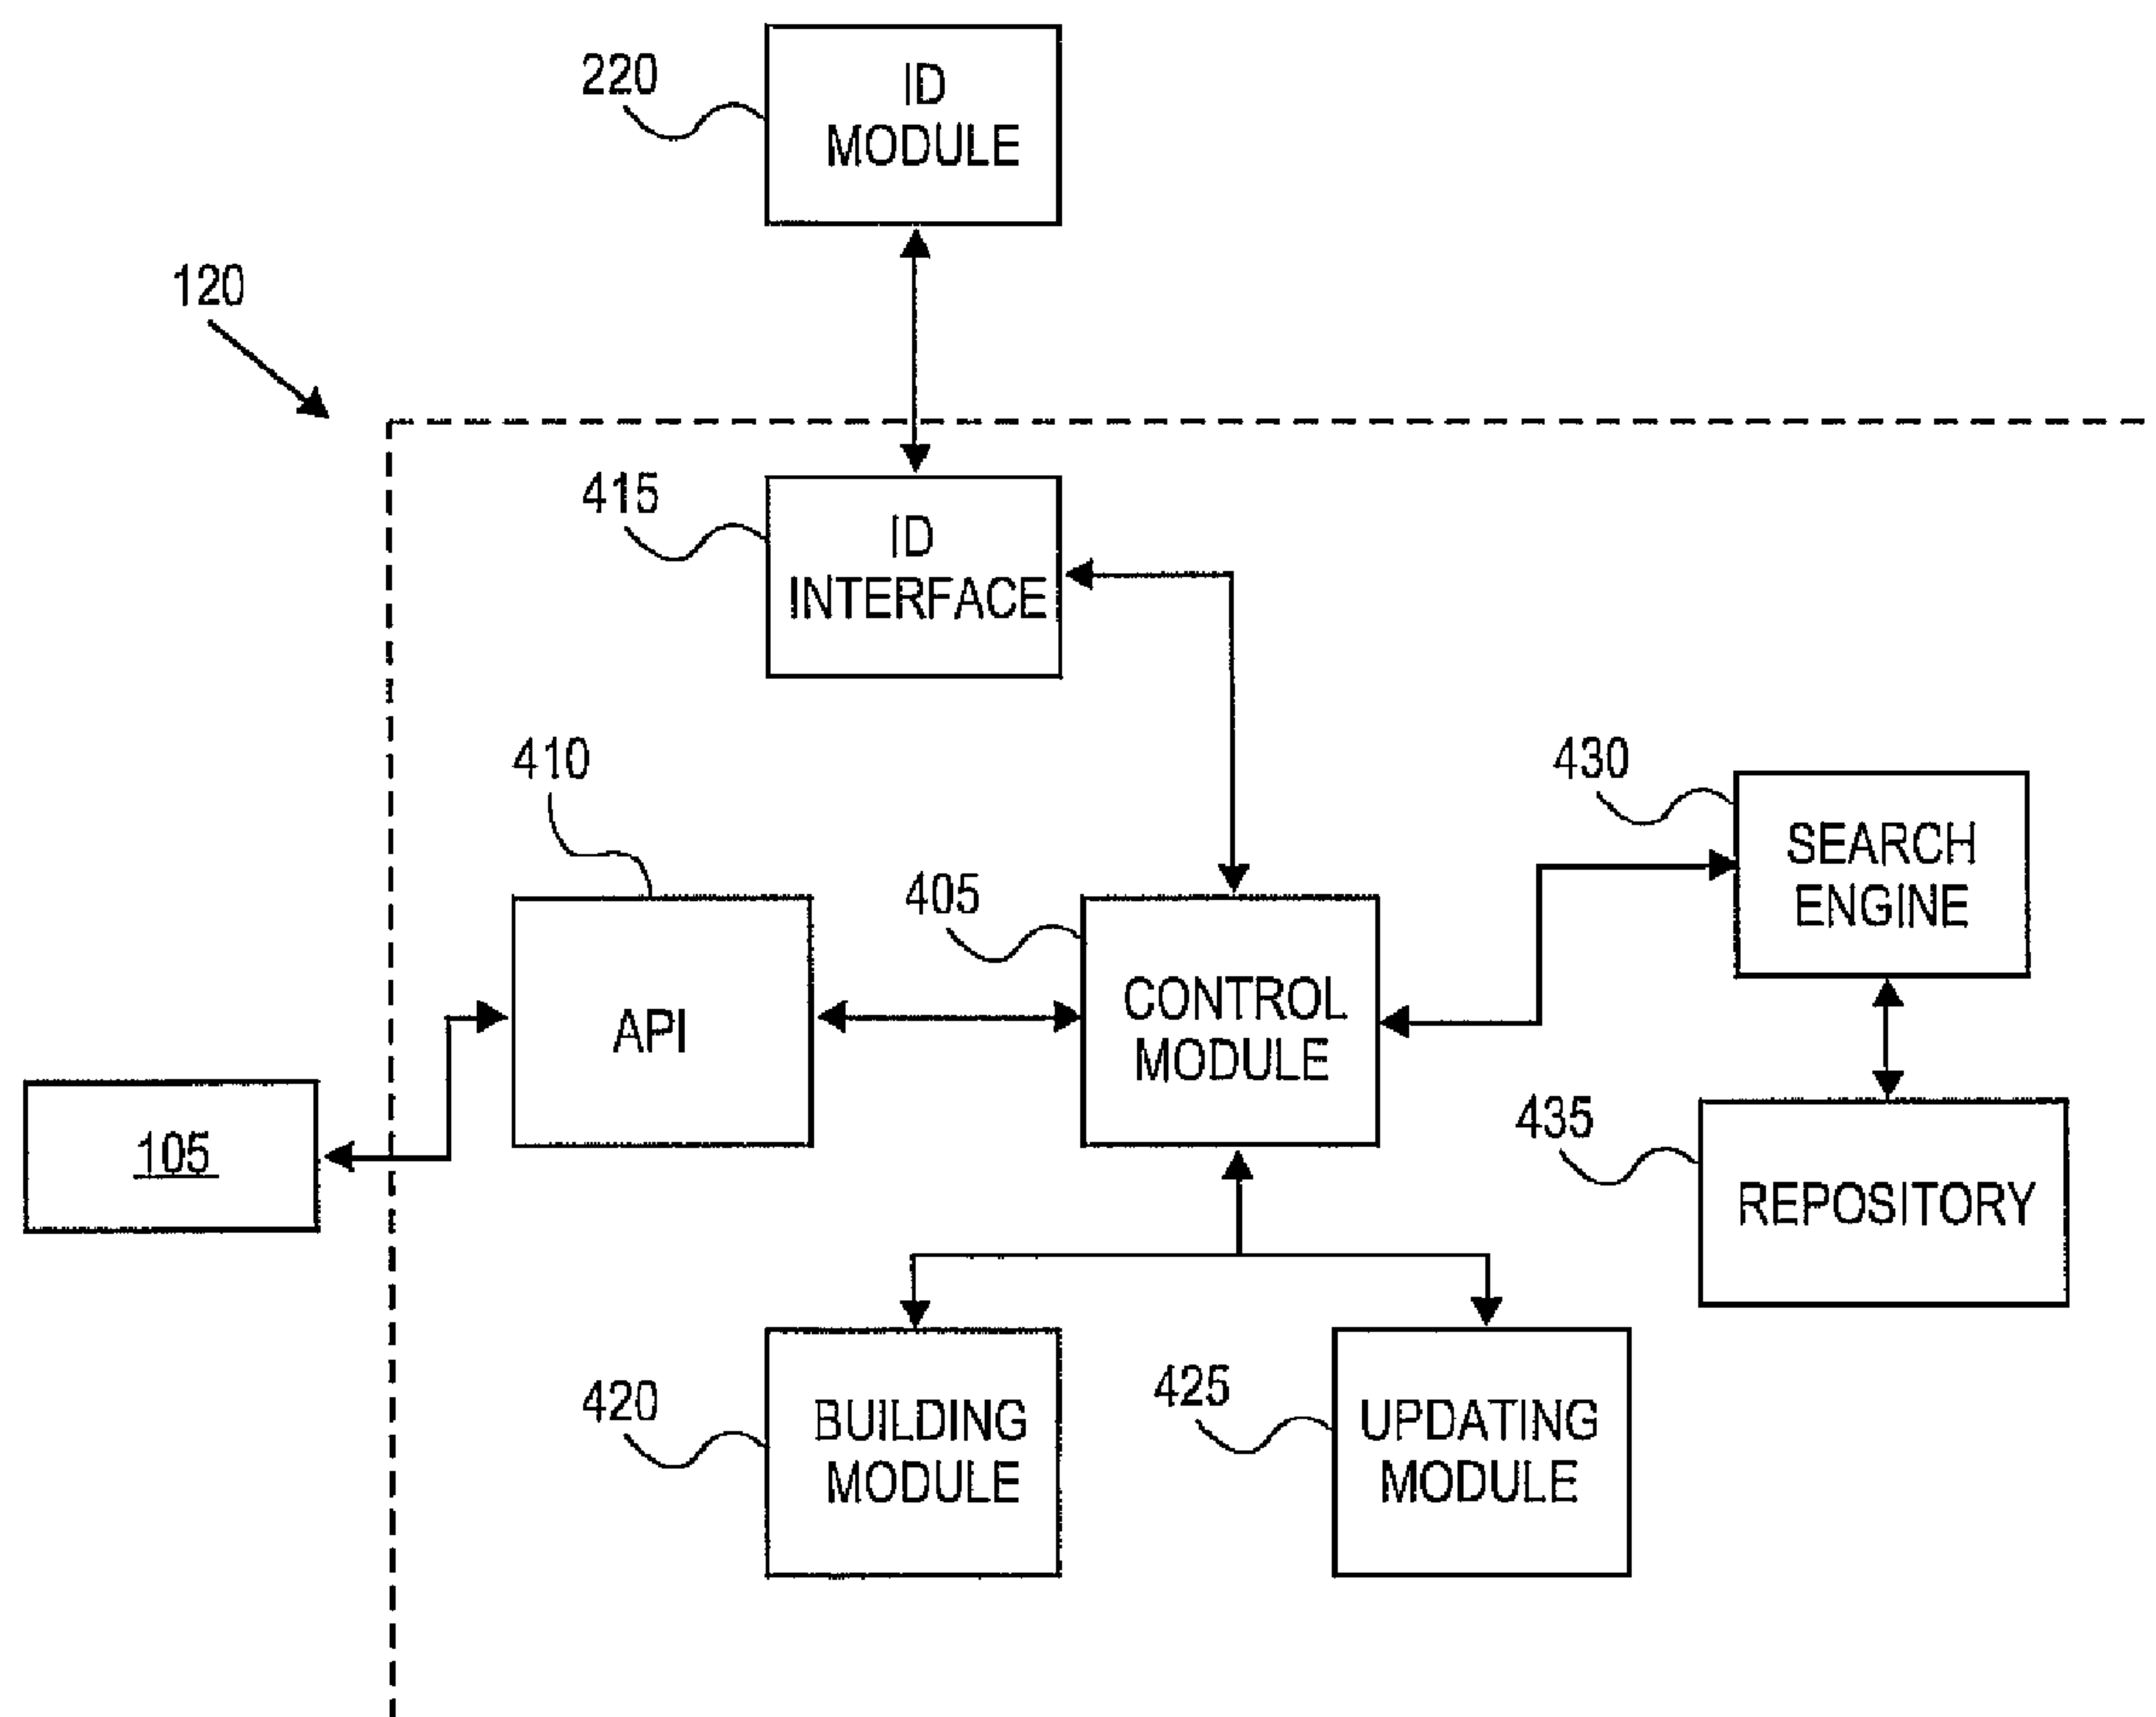 220
ID
MODULE
120
415
ID
INTERFACE
410
430
SEARCH
ENGINE
405
API
CONTROL
MODULE
105
435
REPOSITORY
420
BUILDING
MODULE
425
UPDATING
MODULE